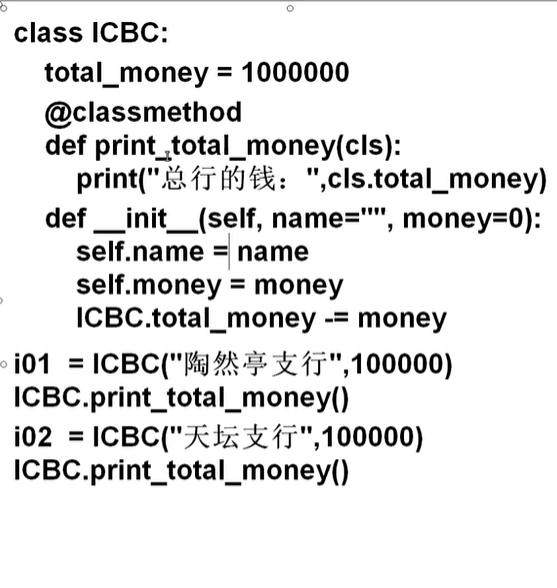 class ICBC:
total_money = 1000000
@classmethod
def print_total_money(cls):
print("总行的钱：",cls.total_money)
def __init__(self, name="", money=0):
self.name = name
self.money = money
ICBC.total_money -= money
i01  = ICBC("陶然亭支行",100000)
ICBC.print_total_money()
i02  = ICBC("天坛支行",100000)
ICBC.print_total_money()